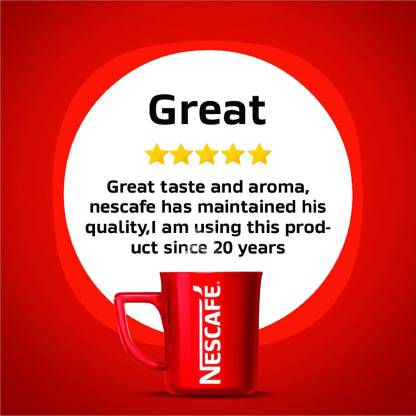 Great
Great taste and aroma,
nescafe has maintained his
quality,I am using this prod-
uct since 20 years
NESCAFÉ